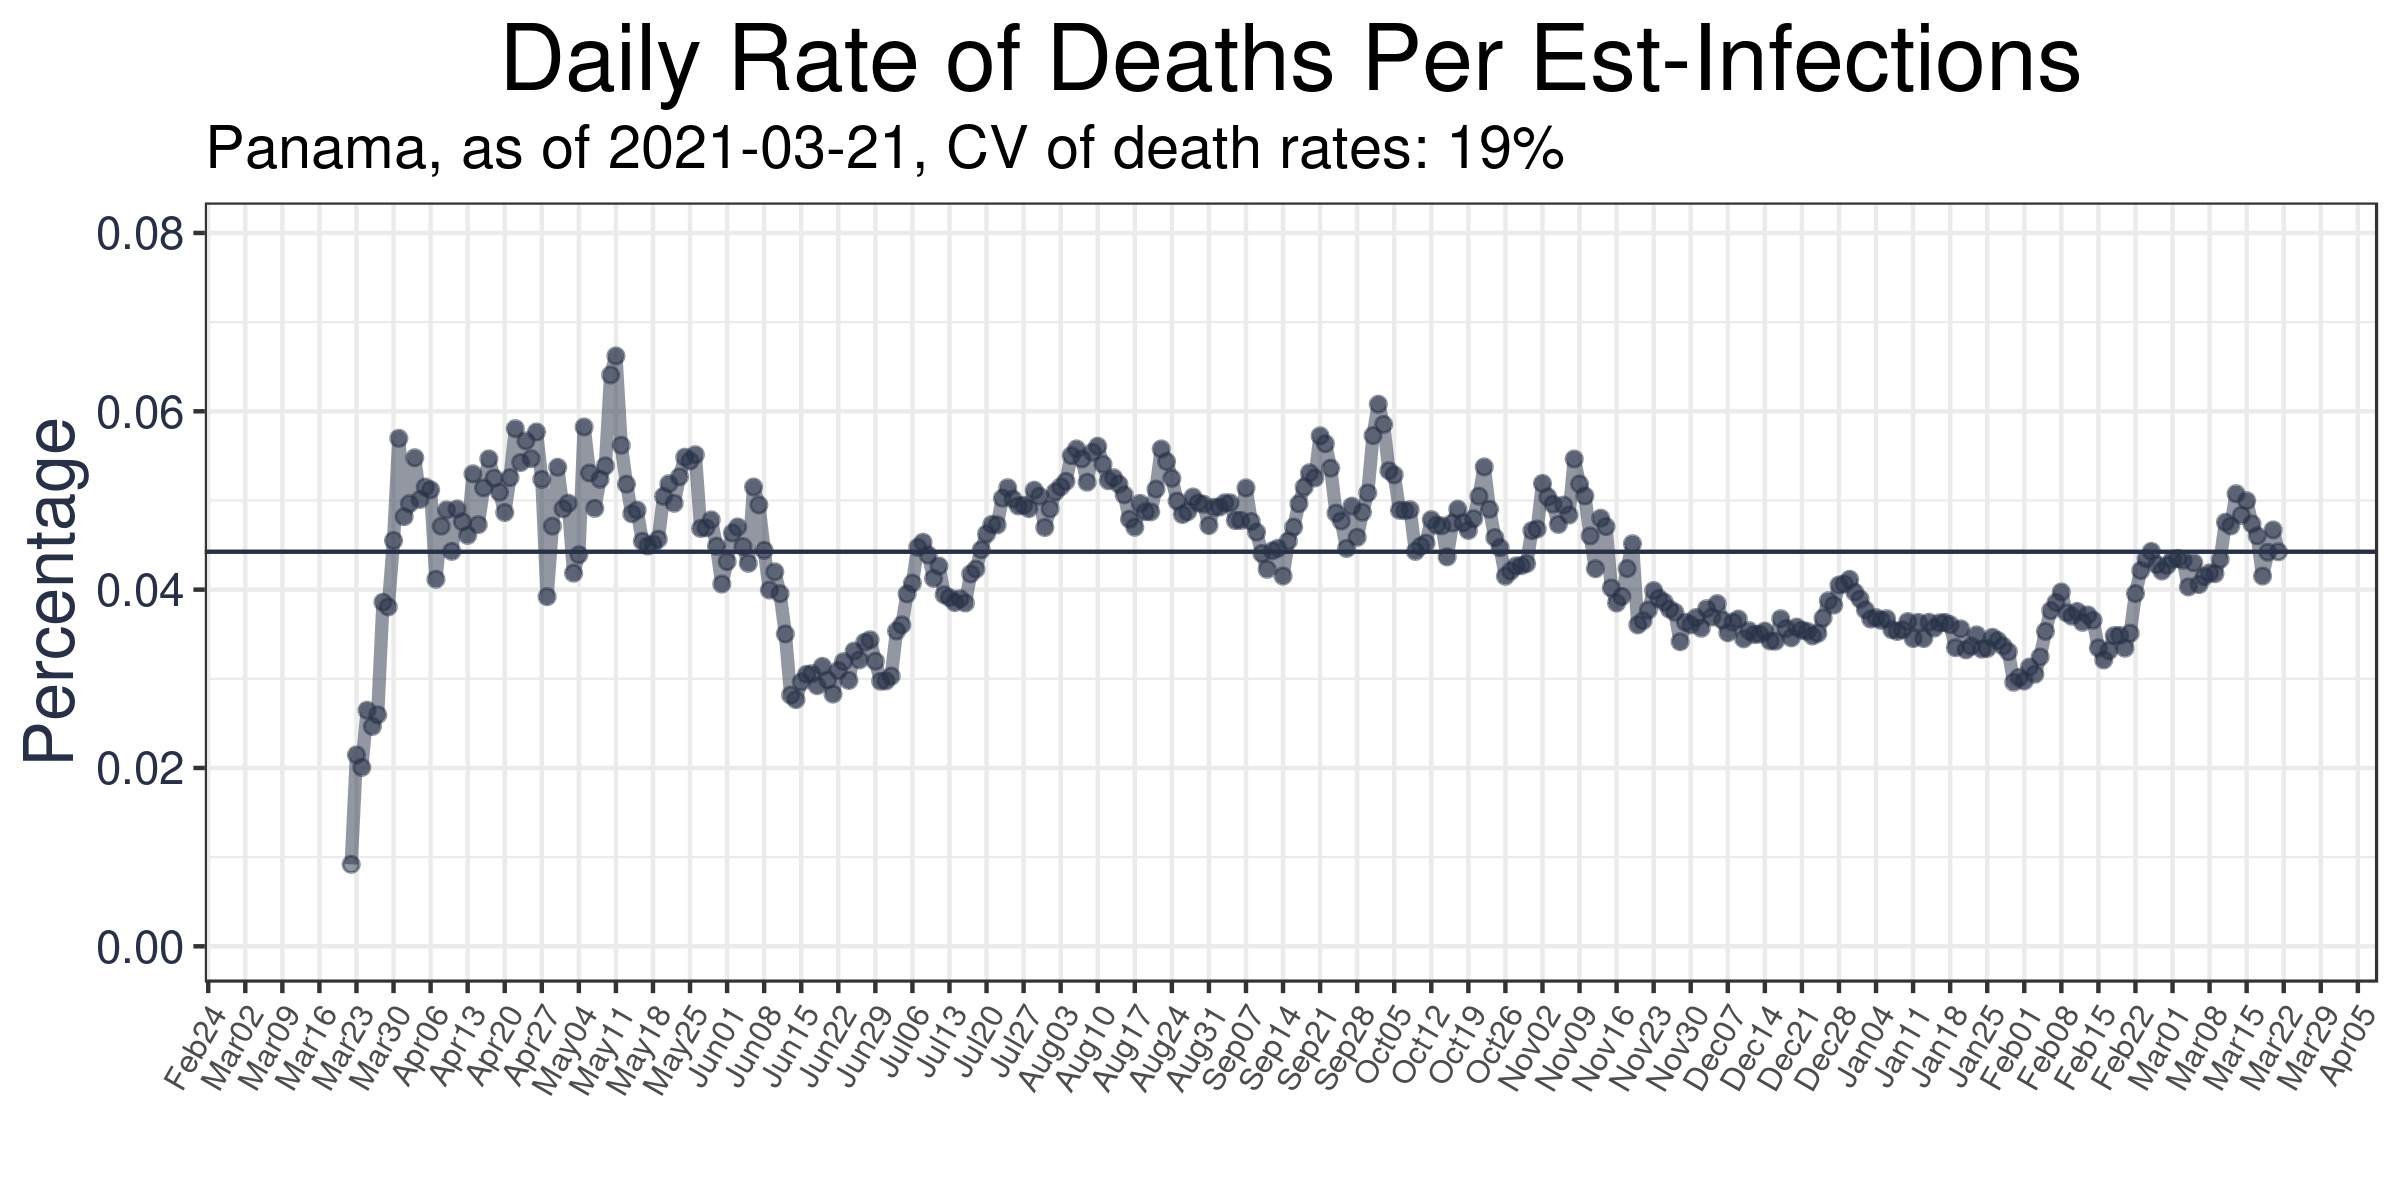 Daily Rate of Deaths Per Est-Infections
Panama, as of 2021-03-21, CV of death rates: 19%
Percentage
0.08
0.06
0.04
0.02
0.00
Feb24
Mar02
Mar09
Mar16
Mar23
Mar30
Apr06
Apr13
Apr20
Apr27
May04
May11
May18
May25
Jun01
Jun08
Jun15
Jun22
Jun29
Jul06
Jul13
Jul20
Jul27
Aug03
Aug10
Aug17
Aug24
Aug31
Sep07
Sep14
Sep21
Sep28
Oct05
Oct12
Oct19
Oct26
Nov02
Nov09
Nov16
Nov23
Nov30
Dec07
Dec14
Dec21
Dec28
Jan04
Jan11
Jan18
Jan25
Feb01
Feb08
Feb15
Feb22
Mar01
Mar08
Mar15
Mar22
Mar29
Apr05